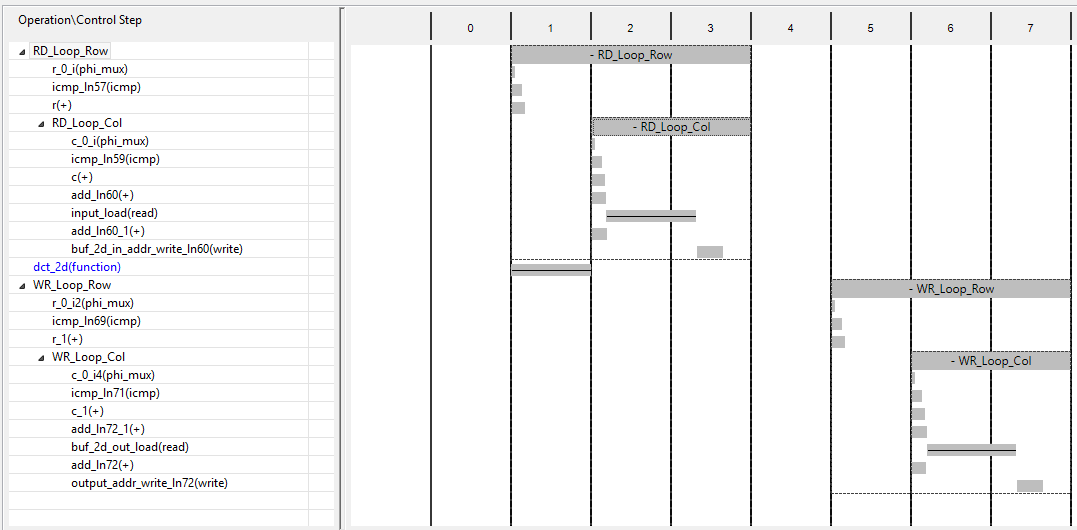 Operation\Control Step
0 1 2 3 4 5 6 7
RD_Loop_Row
- RD_Loop_Row
r_0_i(phi_mux)
icmp_ln57(icmp)
r(+)
RD_Loop_Col
- RD_Loop_Col
c_0_i(phi_mux)
icmp_ln59(icmp)
c(+)
add_ln60(+)
input_load(read)
add_ln60_1(+)
buf_2d_in_addr_write_ln60(write)
dct_2d(function)
WR_Loop_Row
- WR_Loop_Row
r_0_i2(phi_mux)
icmp_ln69(icmp)
r_1(+)
WR_Loop_Col
- WR_Loop_Col
c_0_i4(phi_mux)
icmp_ln71(icmp)
c_1(+)
add_ln72_1(+)
buf_2d_out_load(read)
add_ln72(+)
output_addr_write_ln72(write)